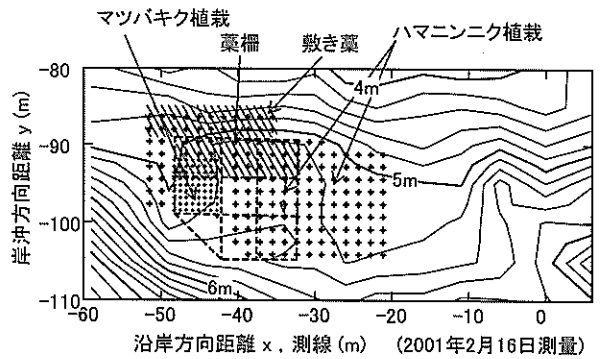 マツバキク植栽
藁柵
敷き藁
ハマニンニク植栽
-80
4m
-90
5m
-100
6m
-110
-60
-50
-40
-30
-20
-10
0
岸沖方向距離 y (m)
沿岸方向距離 x , 測線 (m) (2001年2月16日測量)